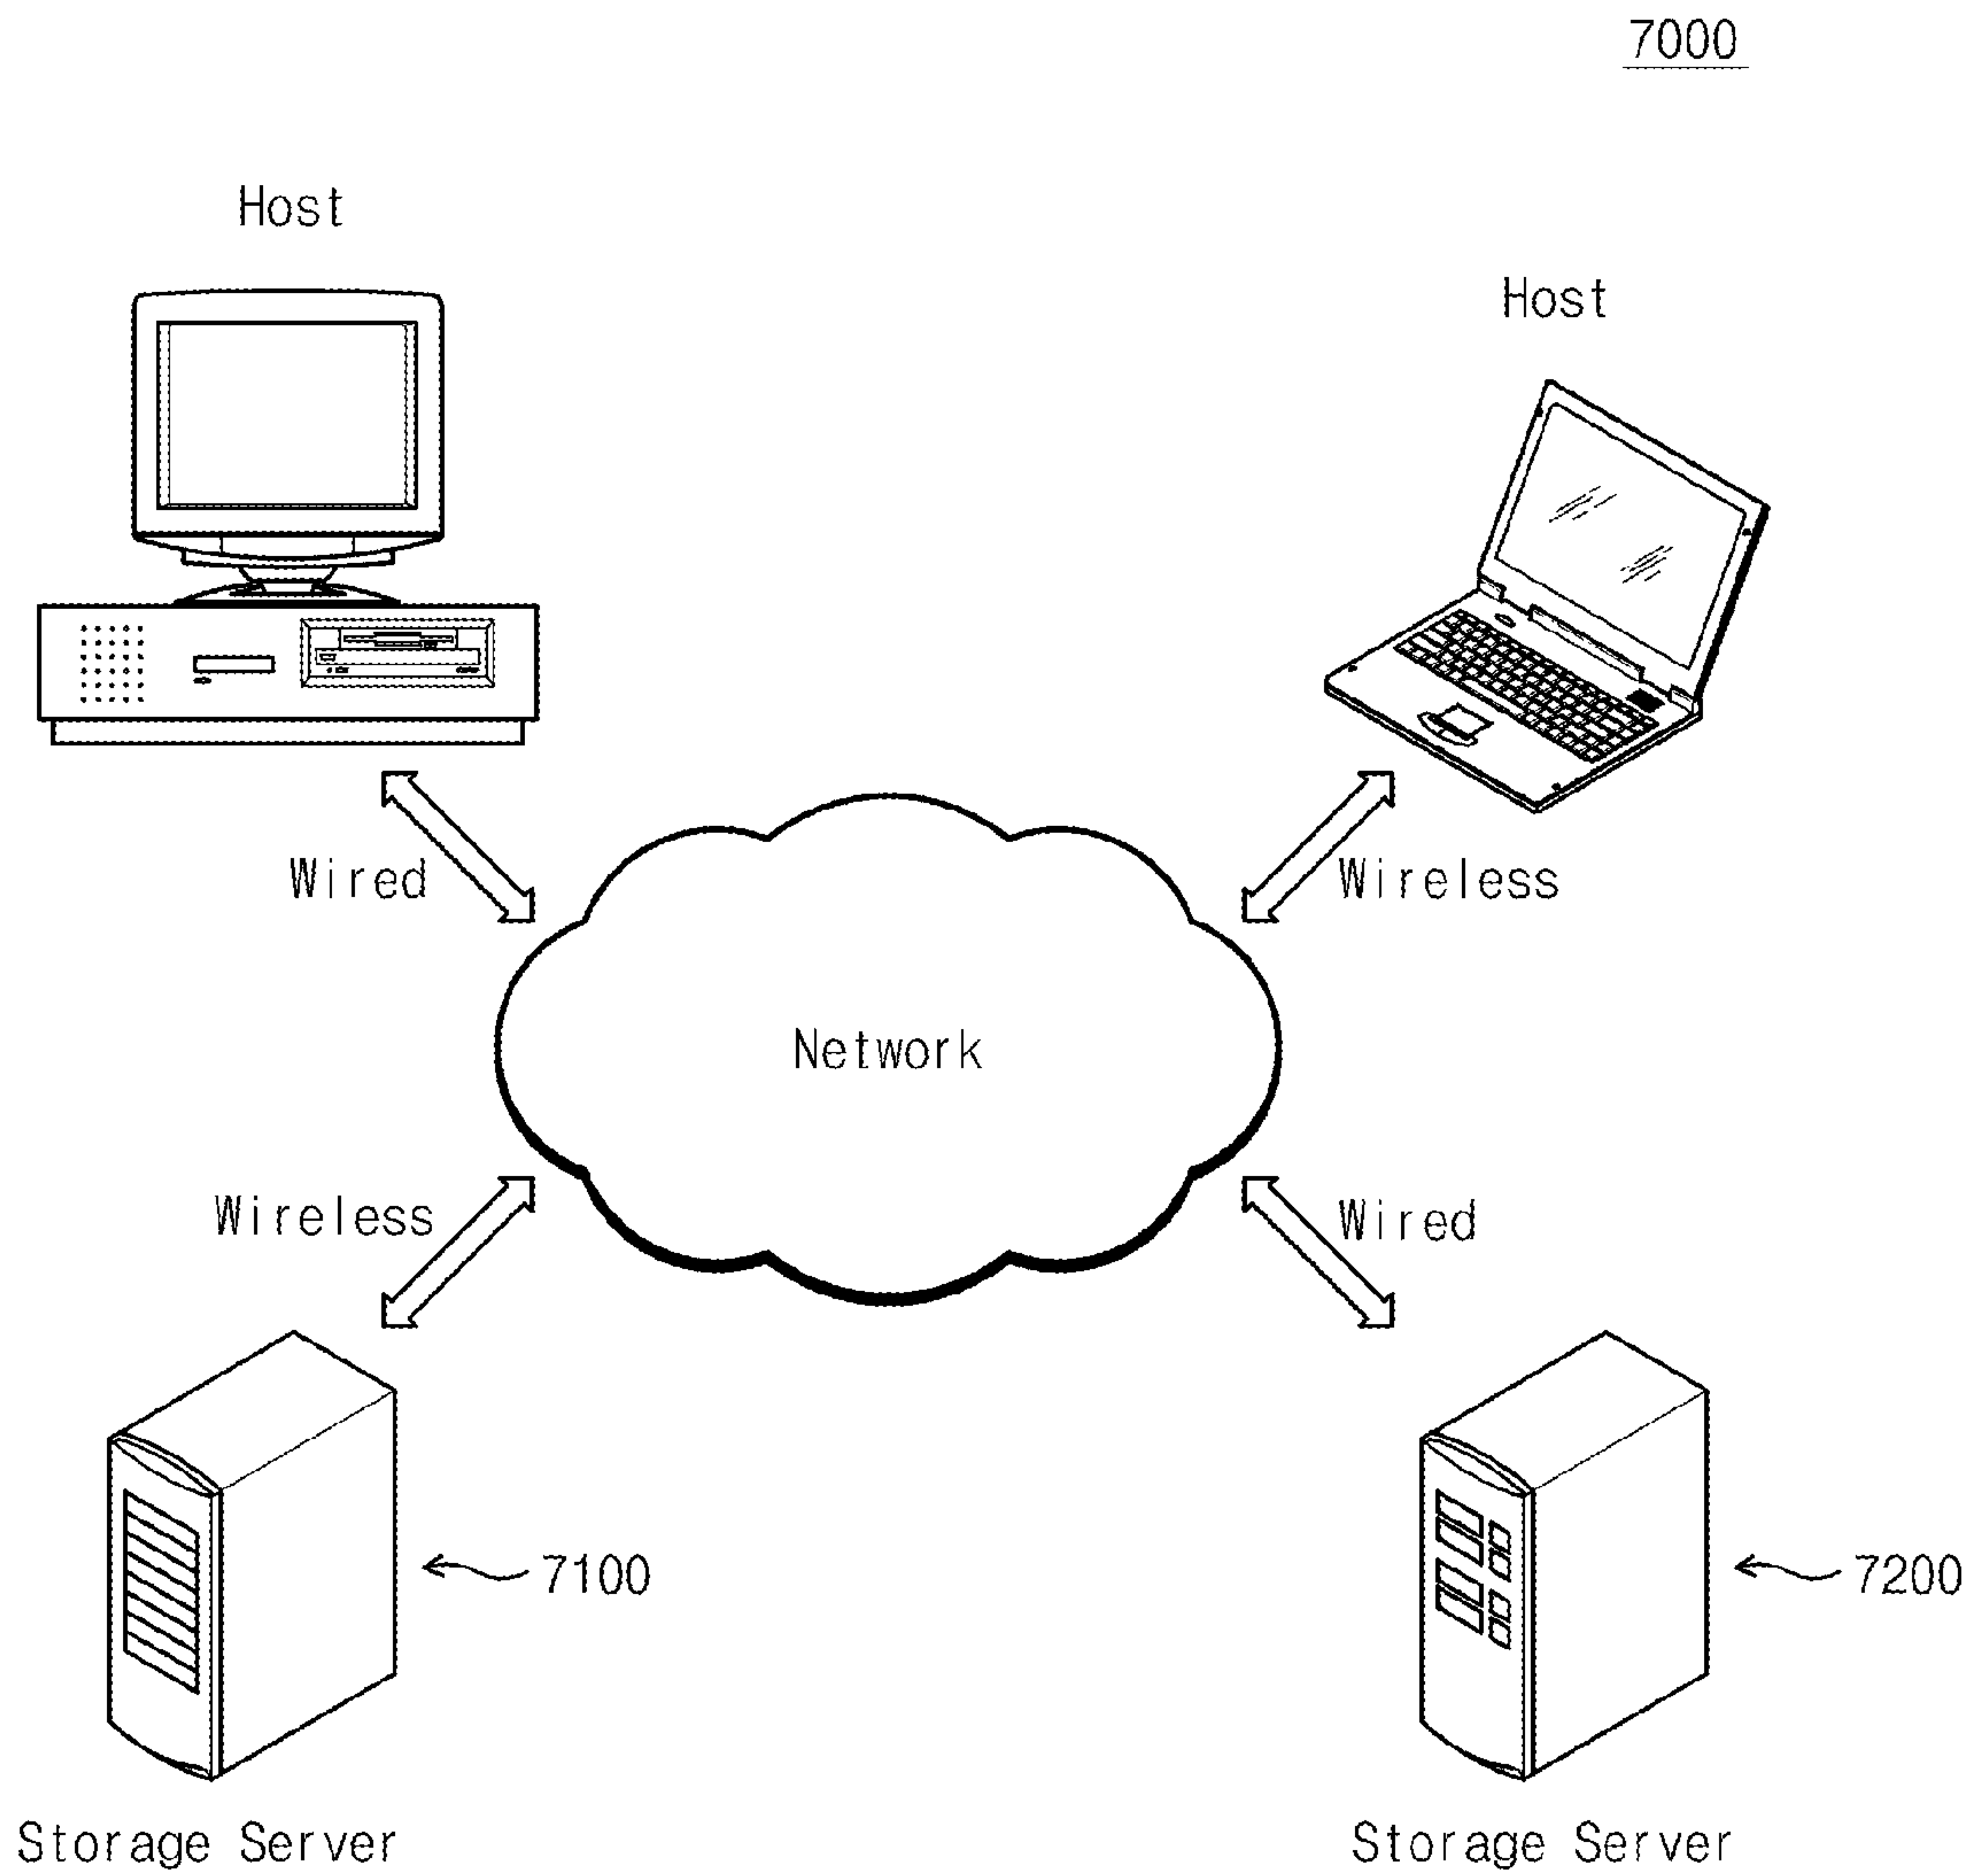 7000
Host
Host
Wired
Wireless
Network
Wireless
Wired
7100
7200
Storage Server
Storage Server